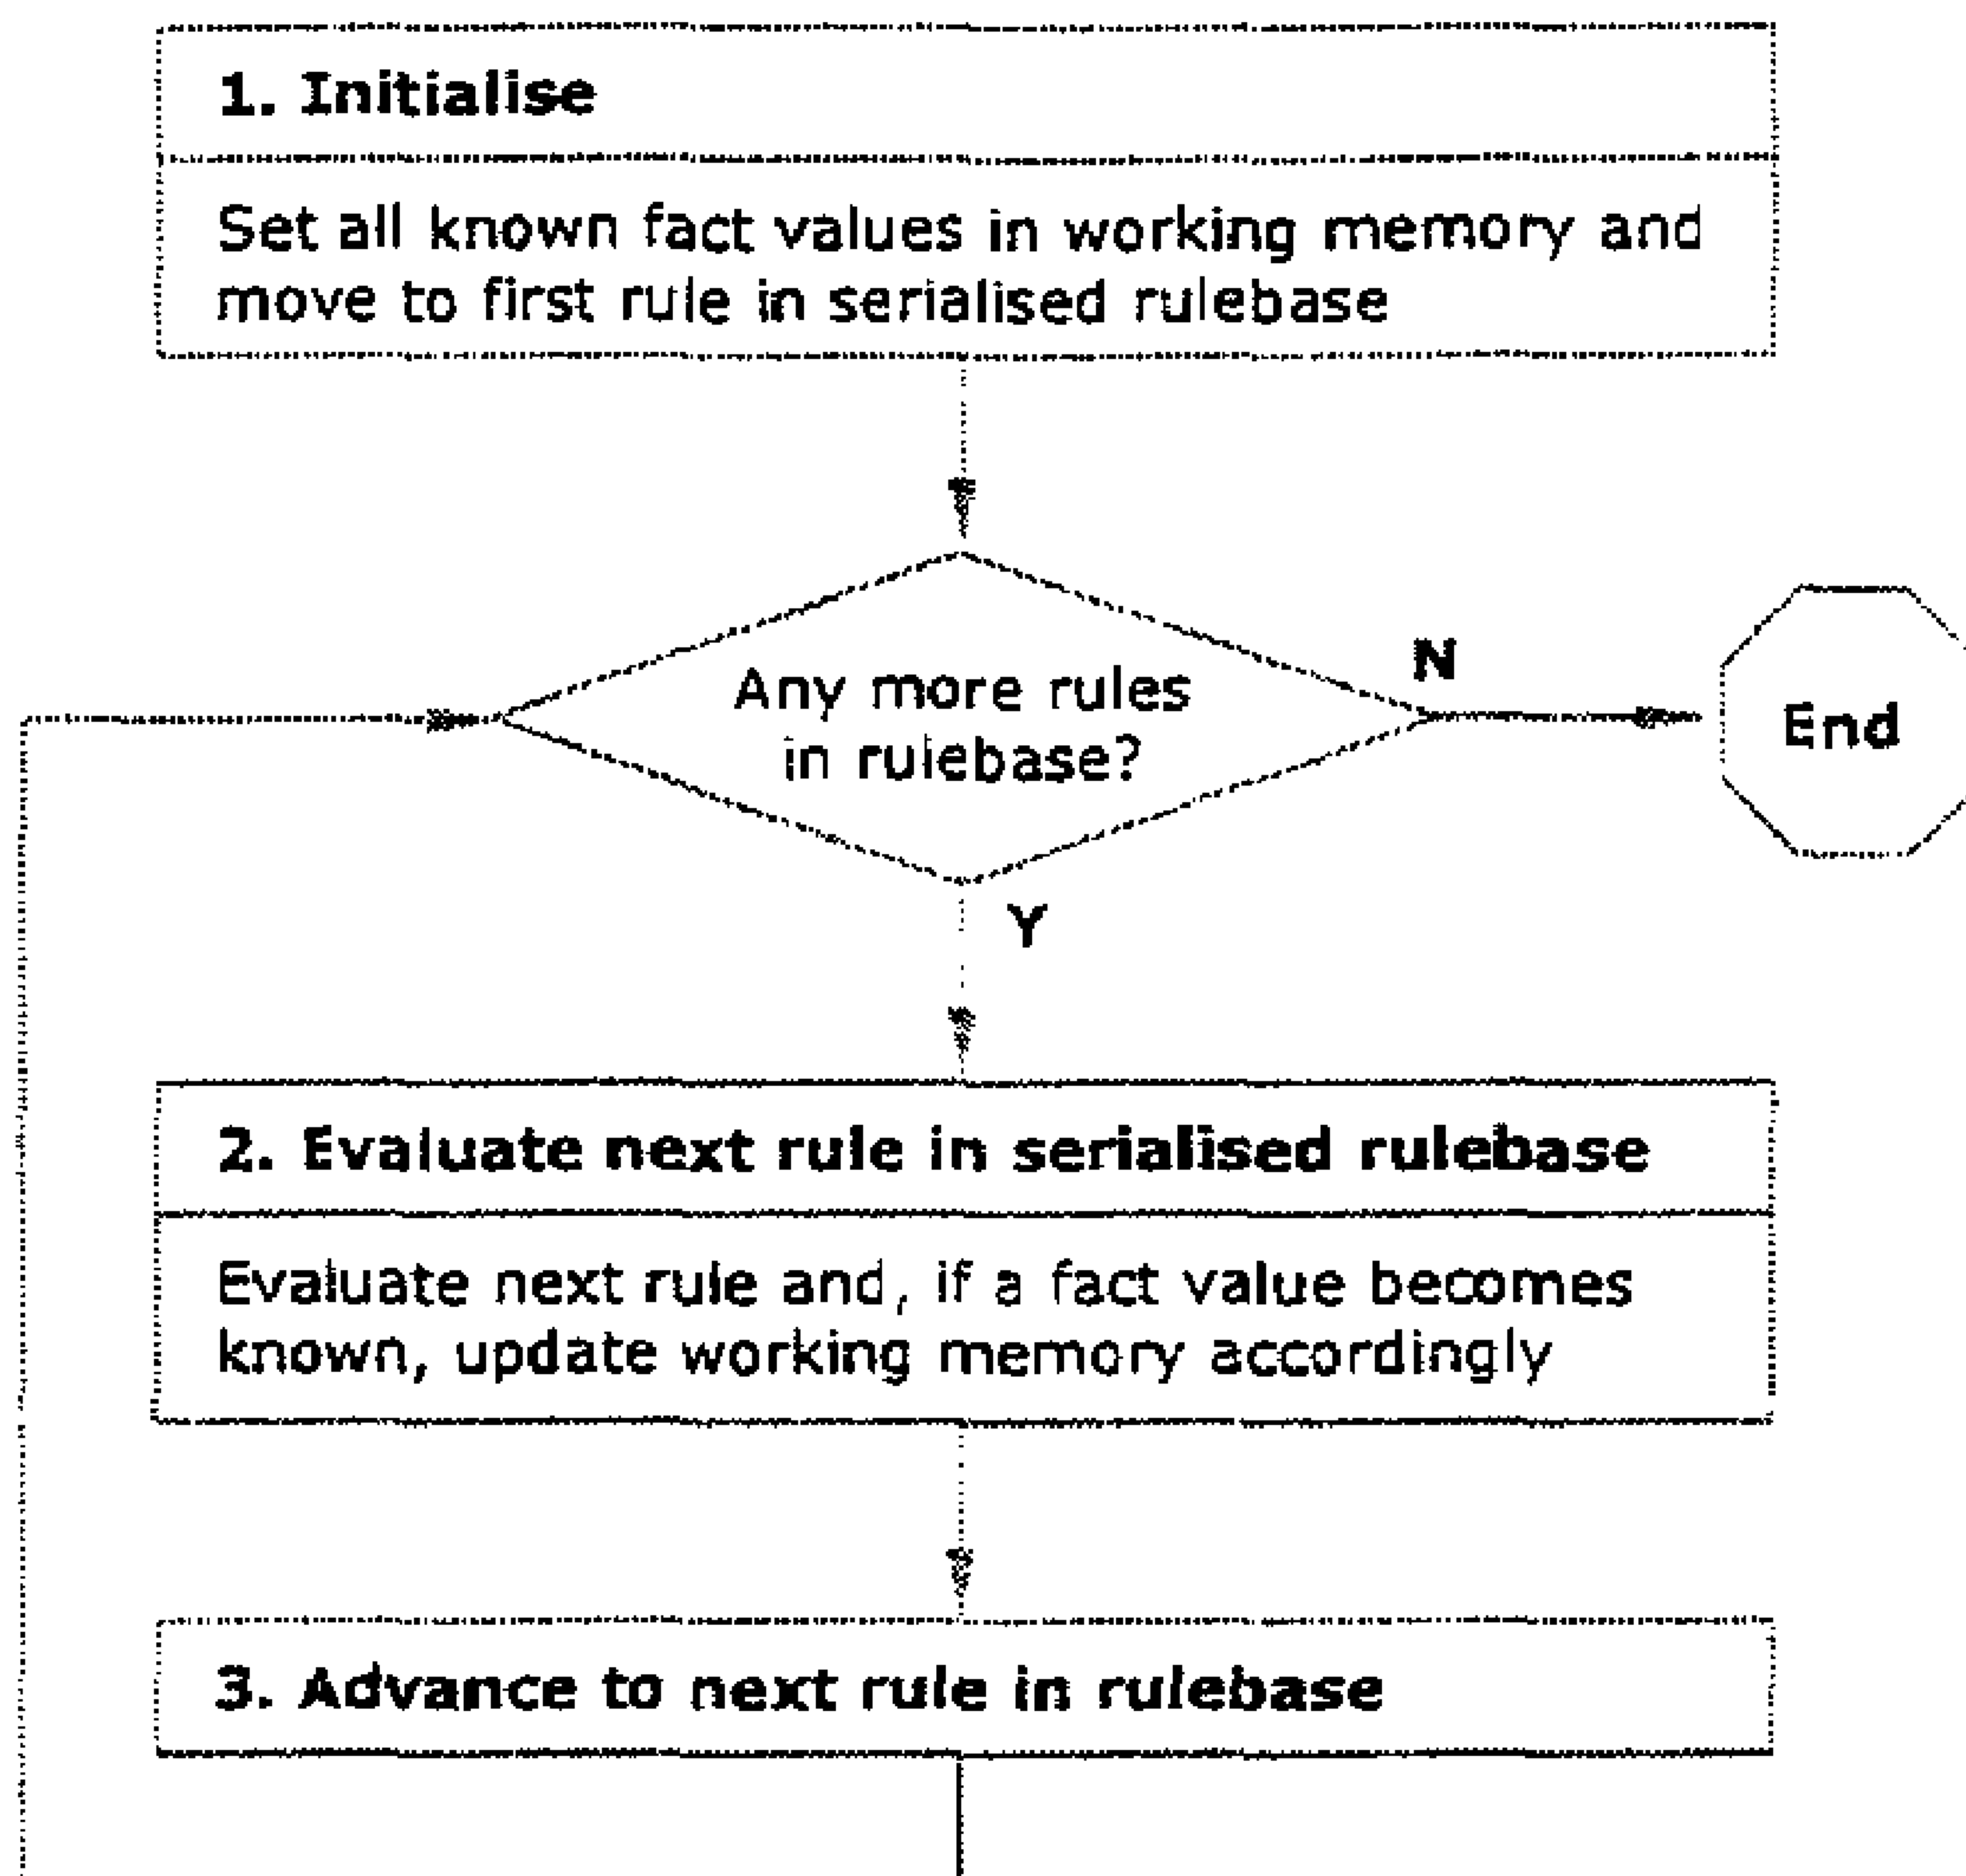 1. Initialise
Set all known fact values in working memory and
move to first rule in serialised rulebase
Any more rules
in rulebase?
N
End
Y
2. Evaluate next rule in serialised rulebase
Evaluate next rule and, if a fact value becomes
known, update working memory accordingly
3. Advance to next rule in rulebase